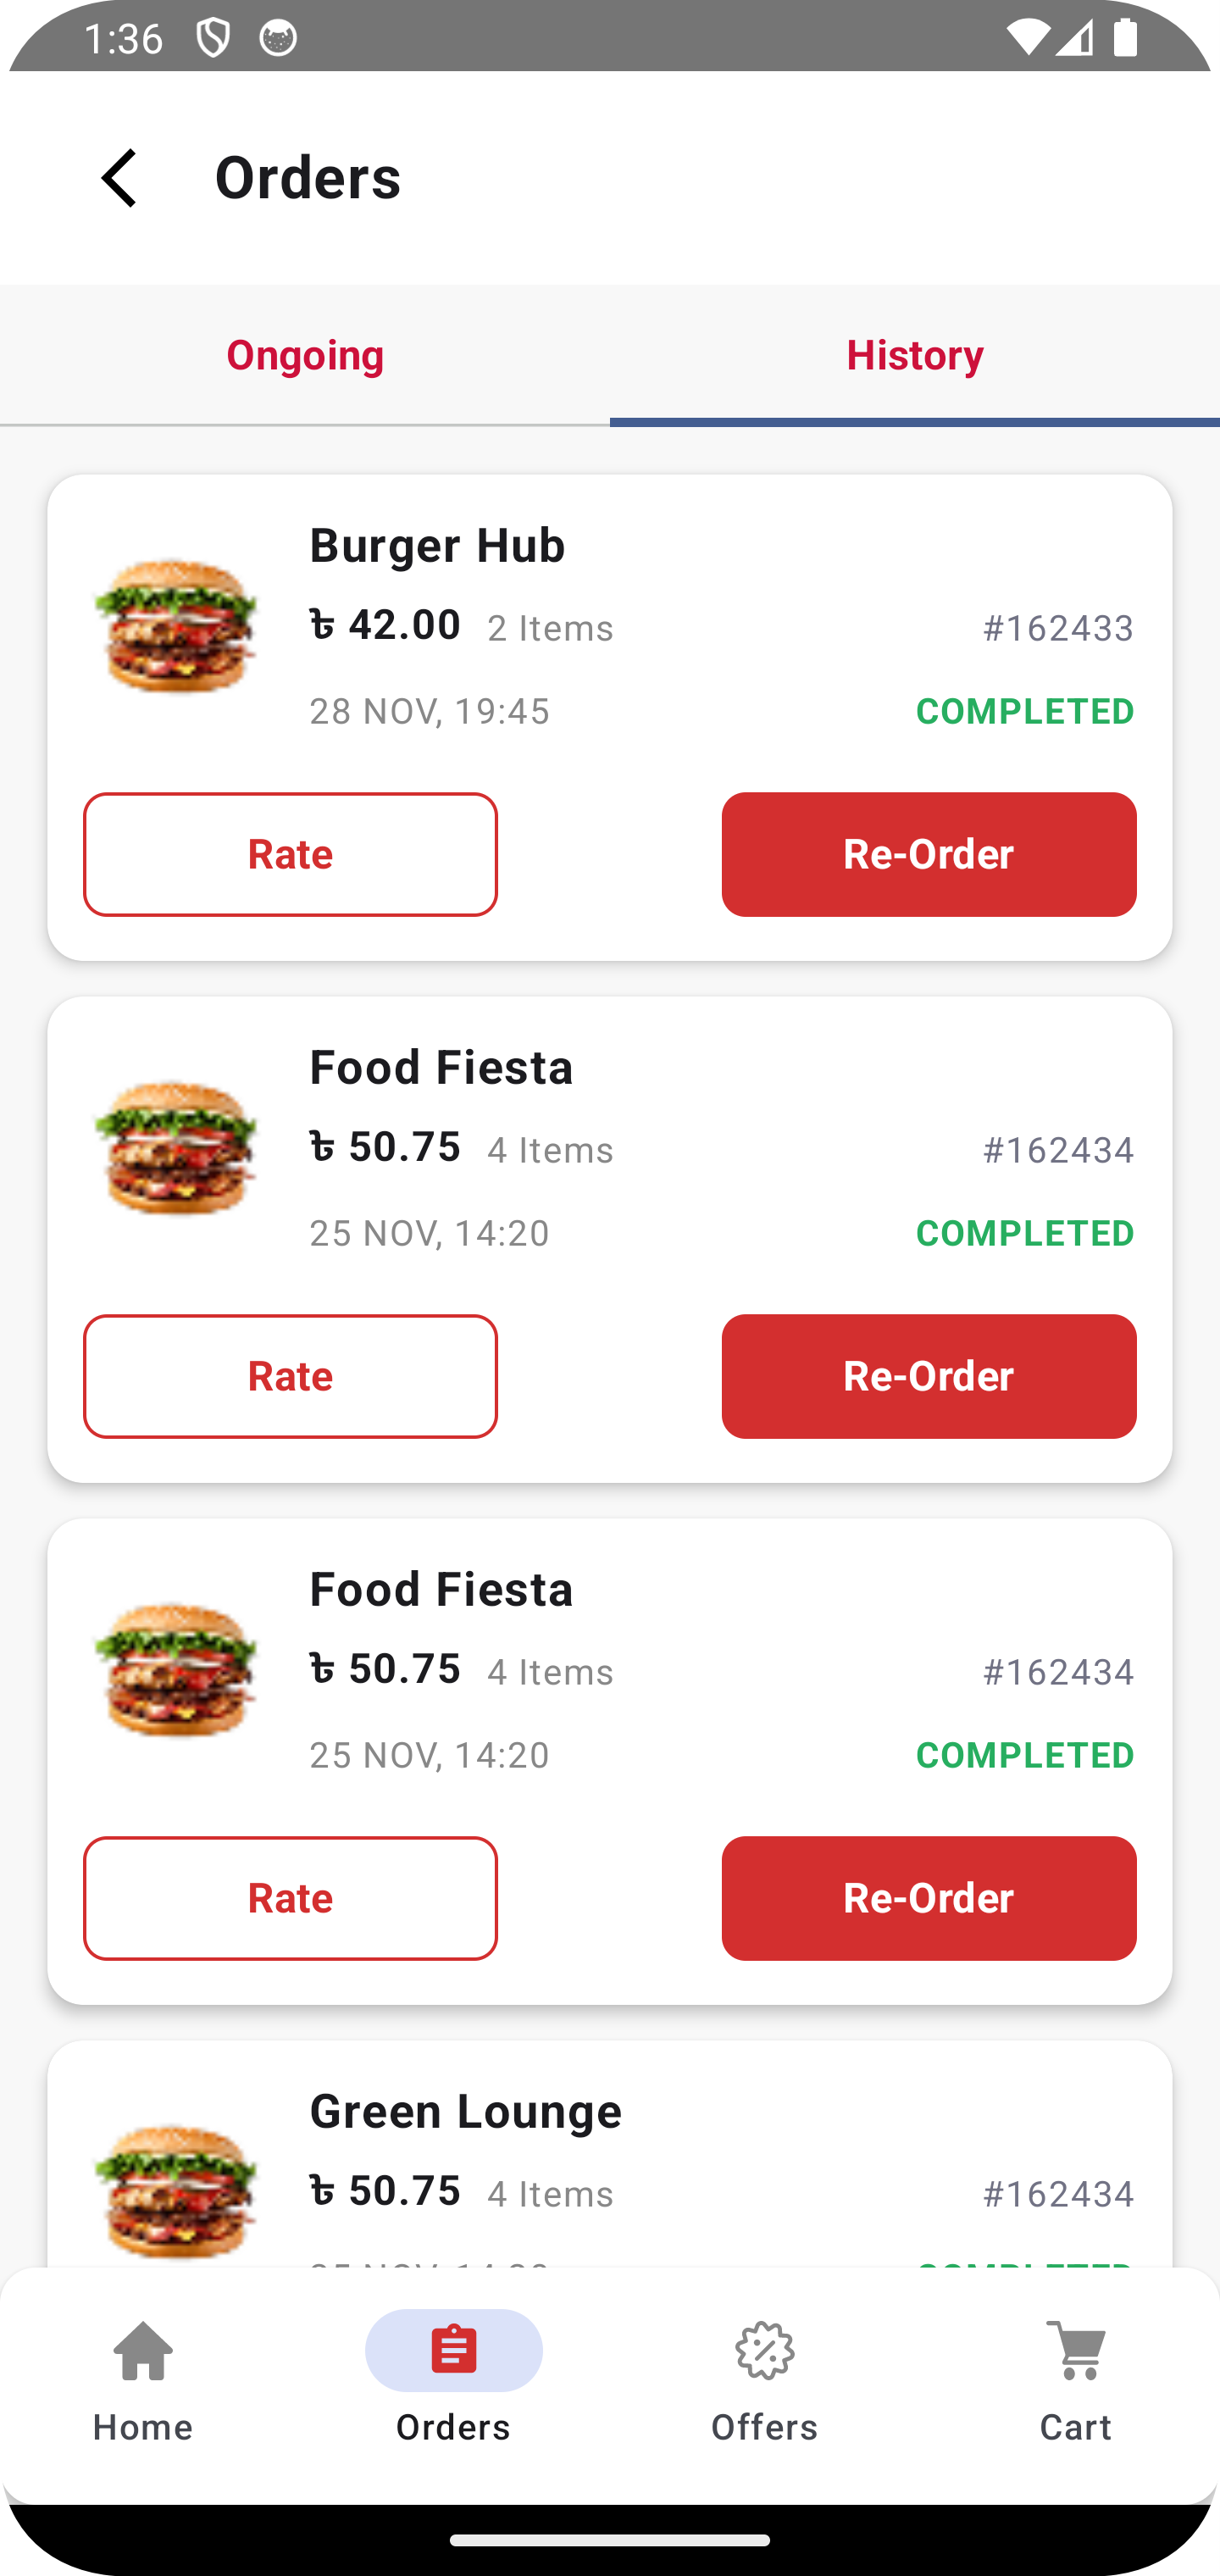 1:36
Orders
Ongoing History
Burger Hub
৳ 42.00 2 Items #162433
28 NOV, 19:45 COMPLETED
Rate Re-Order
Food Fiesta
৳ 50.75 4 Items #162434
25 NOV, 14:20 COMPLETED
Rate Re-Order
Food Fiesta
৳ 50.75 4 Items #162434
25 NOV, 14:20 COMPLETED
Rate Re-Order
Green Lounge
৳ 50.75 4 Items #162434
Home Orders Offers Cart